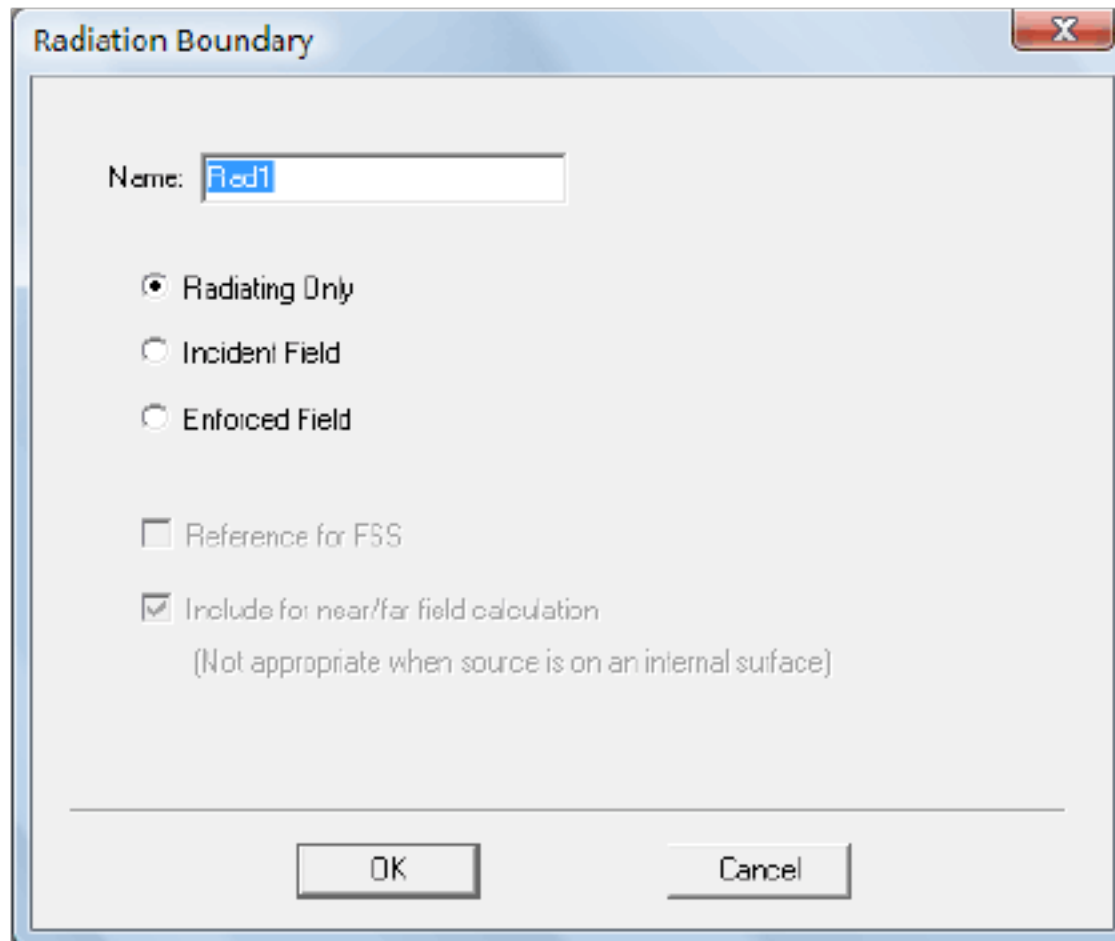 Radiation Boundary
Name: Rad1
Radiating Only
Incident Field
Enforced Field
Reference for FSS
Include for near/far field calculation
(Not appropriate when source is on an internal surface)
OK Cancel